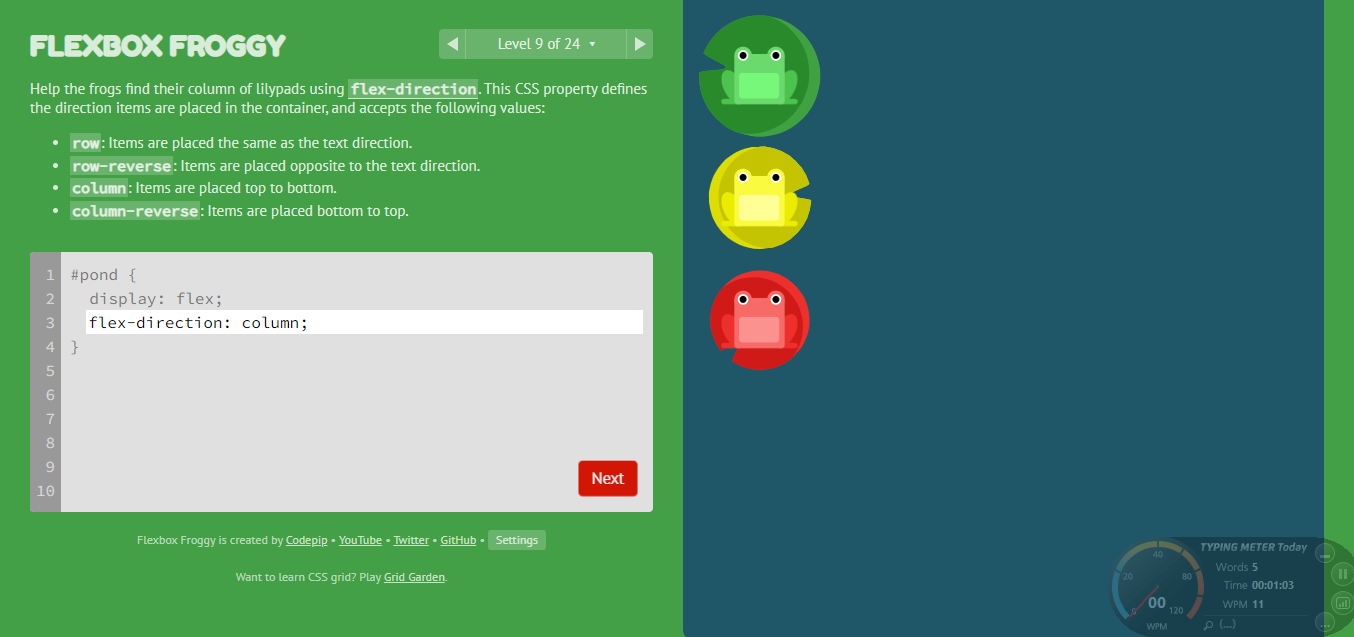 FLEXBOX FROGGY
Level 9 of 24
Help the frogs find their column of lilypads using flex-direction. This CSS property defines
the direction items are placed in the container, and accepts the following values:
• row: Items are placed the same as the text direction.
• row-reverse: Items are placed opposite to the text direction.
• column: Items are placed top to bottom.
• column-reverse: Items are placed bottom to top.
1 #pond {
2 display: flex;
3 flex-direction: column;
4 }
5
6
7
8
9
10
Next
Flexbox Froggy is created by Codepip • YouTube • Twitter • GitHub • Settings
Want to learn CSS grid? Play Grid Garden.
TYPING METER Today
Words 5
Time 00:01:03
WPM 11
(...)
0
20
40
80
120
00
WPM